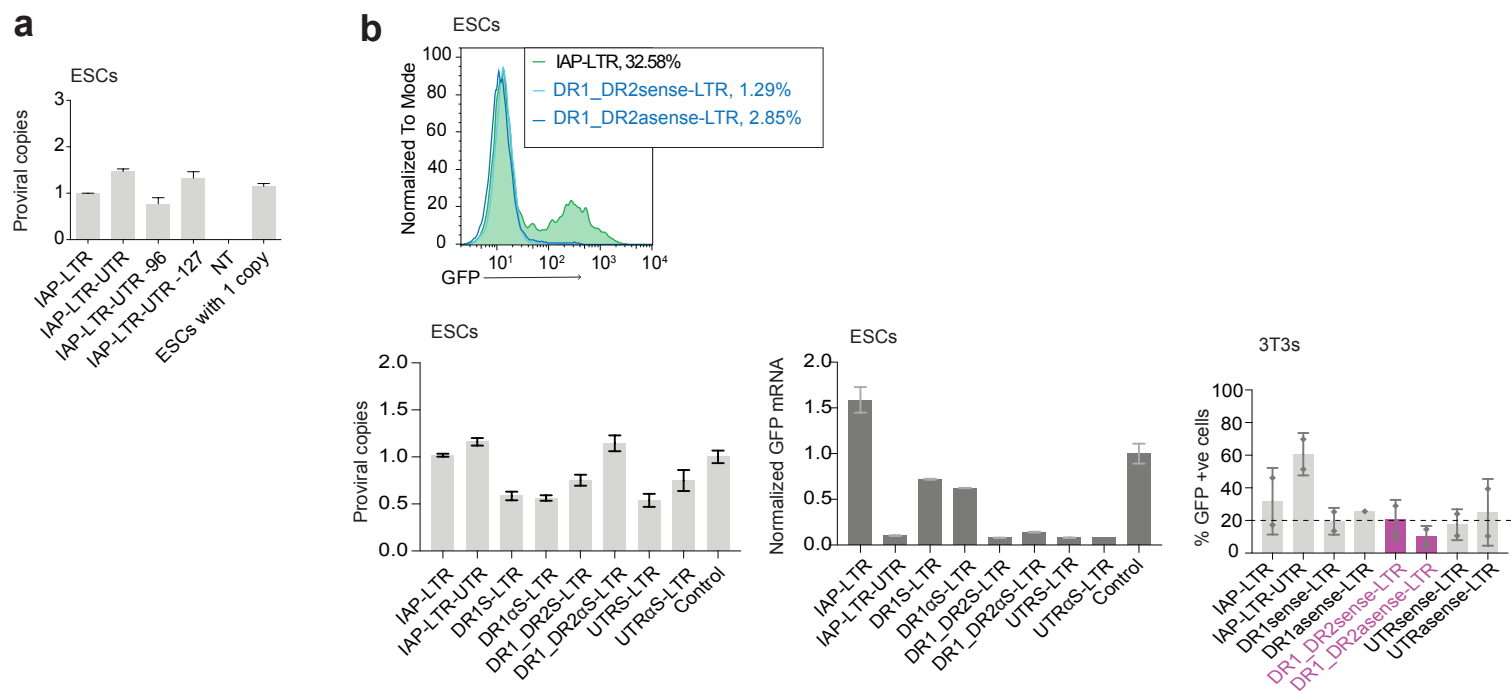 a
ESCs
Proviral copies
3
2
1
0
IAP-LTR
IAP-LTR-UTR
IAP-LTR-UTR -96
IAP-LTR-UTR -127
NT
ESCs with 1 copy
b
ESCs
Normalized To Mode
100
80
60
40
20
0
IAP-LTR, 32.58%
DR1_DR2sense-LTR, 1.29%
DR1_DR2asense-LTR, 2.85%
10¹ 10² 10³ 10⁴
GFP
ESCs
Proviral copies
2.0
1.5
1.0
0.5
0.0
IAP-LTR
IAP-LTR-UTR
DR1S-LTR
DR1αS-LTR
DR1_DR2S-LTR
DR1_DR2αS-LTR
UTRS-LTR
UTRαS-LTR
Control
ESCs
Normalized GFP mRNA
2.0
1.5
1.0
0.5
0.0
IAP-LTR
IAP-LTR-UTR
DR1S-LTR
DR1αS-LTR
DR1_DR2S-LTR
DR1_DR2αS-LTR
UTRS-LTR
UTRαS-LTR
Control
3T3s
% GFP +ve cells
100
80
60
40
20
0
IAP-LTR
IAP-LTR-UTR
DR1sense-LTR
DR1asense-LTR
DR1_DR2sense-LTR
DR1_DR2asense-LTR
UTRsense-LTR
UTRasense-LTR